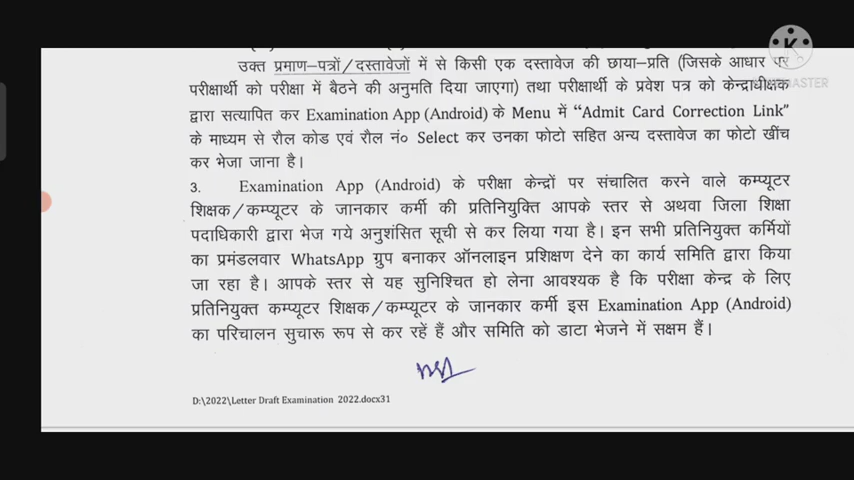 उक्त प्रमाण–पत्रों/दस्तावेजों में से किसी एक दस्तावेज की छाया–प्रति (जिसके आधार पर
परीक्षार्थी को परीक्षा में बैठने की अनुमति दिया जाएगा) तथा परीक्षार्थी के प्रवेश पत्र को केन्द्राधीक्षक
द्वारा सत्यापित कर Examination App (Android) के Menu में “Admit Card Correction Link”
के माध्यम से रौल कोड एवं रौल नं० Select कर उनका फोटो सहित अन्य दस्तावेज का फोटो खींच
कर भेजा जाना है।
3. Examination App (Android) के परीक्षा केन्द्रों पर संचालित करने वाले कम्प्यूटर
शिक्षक/कम्प्यूटर के जानकार कर्मी की प्रतिनियुक्ति आपके स्तर से अथवा जिला शिक्षा
पदाधिकारी द्वारा भेज गये अनुशंसित सूची से कर लिया गया है। इन सभी प्रतिनियुक्त कर्मियों
का प्रमंडलवार WhatsApp ग्रुप बनाकर ऑनलाइन प्रशिक्षण देने का कार्य समिति द्वारा किया
जा रहा है। आपके स्तर से यह सुनिश्चित हो लेना आवश्यक है कि परीक्षा केन्द्र के लिए
प्रतिनियुक्त कम्प्यूटर शिक्षक/कम्प्यूटर के जानकार कर्मी इस Examination App (Android)
का परिचालन सुचारू रूप से कर रहें हैं और समिति को डाटा भेजने में सक्षम हैं।
D:\2022\Letter Draft Examination 2022.docx31